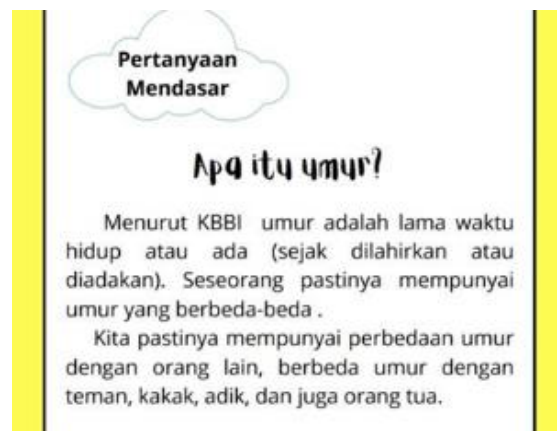 Pertanyaan
Mendasar
Apa itu umur?
Menurut KBBI umur adalah lama waktu
hidup atau ada (sejak dilahirkan atau
diadakan). Seseorang pastinya mempunyai
umur yang berbeda-beda .
Kita pastinya mempunyai perbedaan umur
dengan orang lain, berbeda umur dengan
teman, kakak, adik, dan juga orang tua.